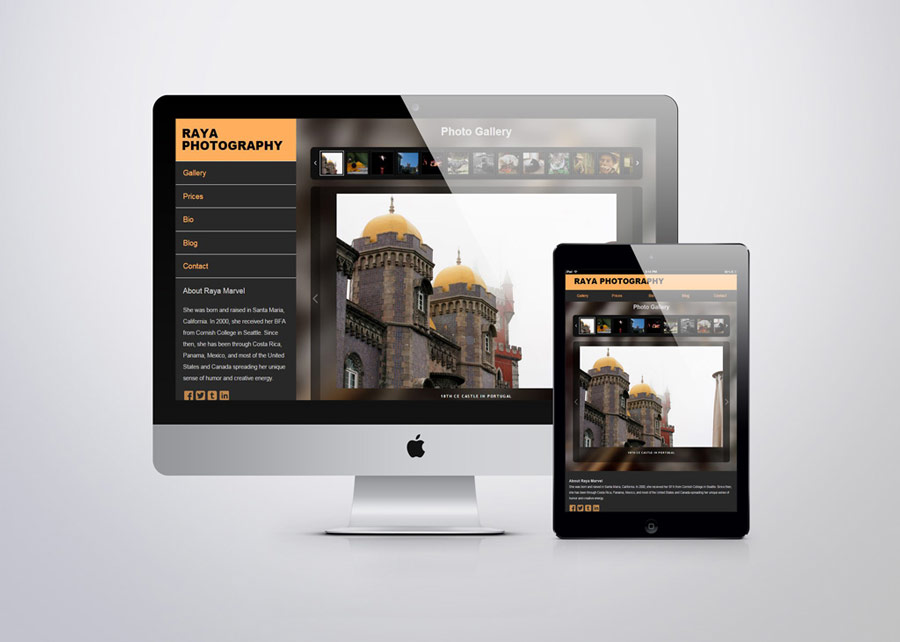 RAYA
PHOTOGRAPHY
Gallery
Prices
Bio
Blog
Contact
About Raya Marvel
She was born and raised in Santa Maria,
California. In 2000, she received her BFA
from Cornish College in Seattle. Since
then, she has been through Costa Rica,
Panama, Mexico, and most of the United
States and Canada spreading her unique
sense of humor and creative energy.
Photo Gallery
18TH CE CASTLE IN PORTUGAL
iPad
RAYA PHOTOGRAPHY
Gallery
Prices
Bio
Blog
Contact
Photo Gallery
18TH CE CASTLE IN PORTUGAL
About Raya Marvel
She was born and raised in Santa Maria, California. In 2000, she received her BFA from Cornish College in Seattle. Since then,
she has been through Costa Rica, Panama, Mexico, and most of the United States and Canada spreading her unique sense of
humor and creative energy.